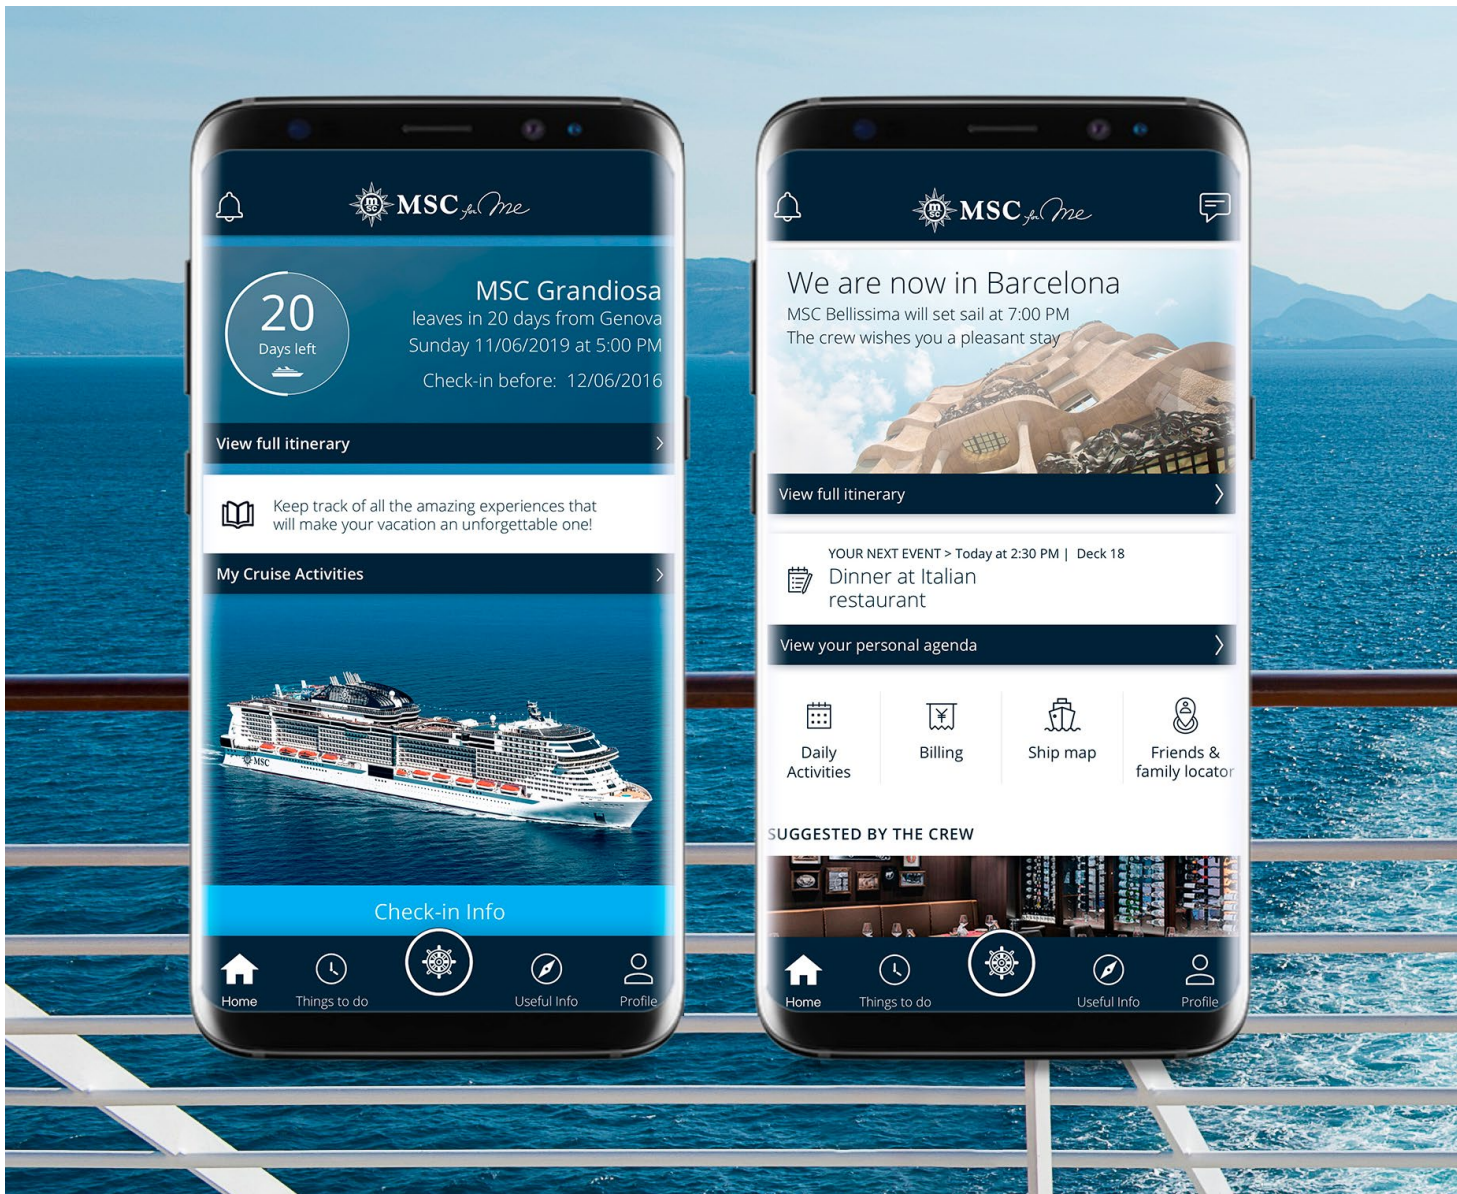 MSC for Me
20
Days left
MSC Grandiosa
leaves in 20 days from Genova
Sunday 11/06/2019 at 5:00 PM
Check-in before: 12/06/2016
View full itinerary
Keep track of all the amazing experiences that
will make your vacation an unforgettable one!
My Cruise Activities
MSC
Check-in Info
Home
Things to do
Useful Info
Profile
MSC for Me
We are now in Barcelona
MSC Bellissima will set sail at 7:00 PM
The crew wishes you a pleasant stay
View full itinerary
YOUR NEXT EVENT > Today at 2:30 PM | Deck 18
Dinner at Italian
restaurant
View your personal agenda
Daily
Activities
Billing
Ship map
Friends &
family locator
SUGGESTED BY THE CREW
Home
Things to do
Useful Info
Profile